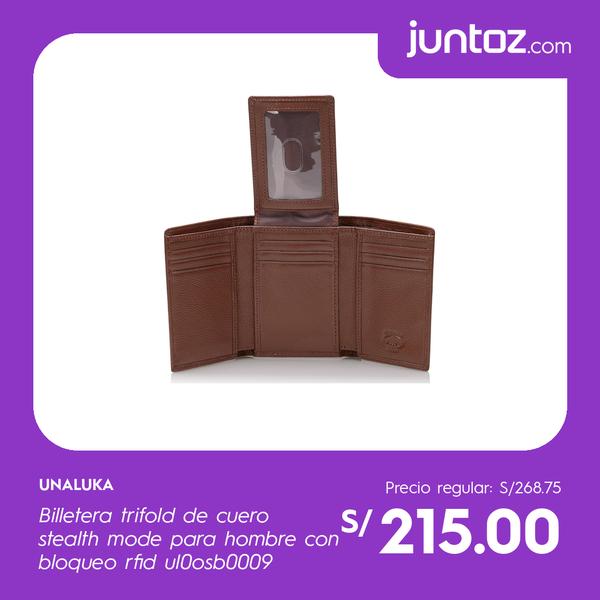 juntoz.com
UNALUKA
Billetera trifold de cuero
stealth mode para hombre con
bloqueo rfid ul0osb0009
Precio regular: S/268.75
S/ 215.00